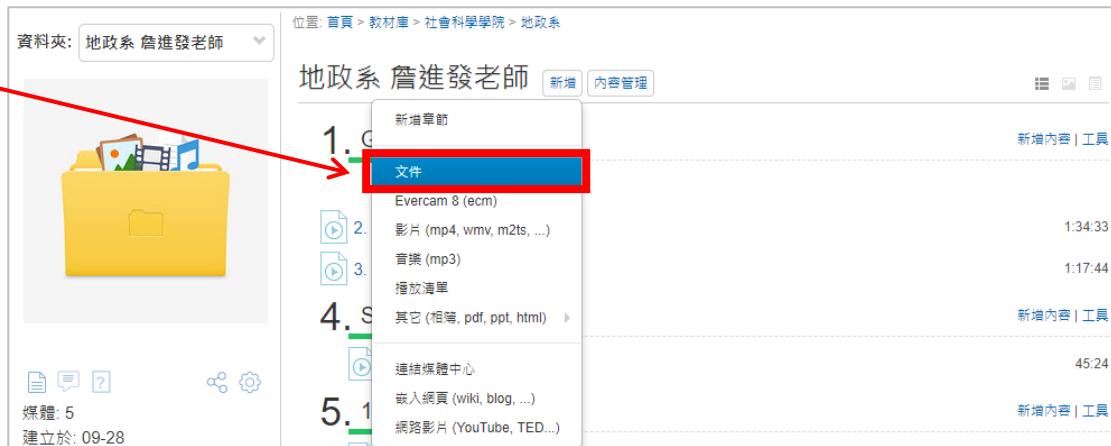 位置: 首頁 > 教材庫 > 社會科學學院 > 地政系
資料夾: 地政系 詹進發老師
地政系 詹進發老師 新增 內容管理
新增章節
1. G
新增內容 | 工具
文件
Evercam 8 (ecm)
2. 影片 (mp4, wmv, m2ts, ...) 1:34:33
音樂 (mp3)
3. 1:17:44
播放清單
4. S
其它 (相簿, pdf, ppt, html)
新增內容 | 工具
連結媒體中心
45:24
嵌入網頁 (wiki, blog, ...)
5. 1
新增內容 | 工具
網路影片 (YouTube, TED...)
媒體: 5
建立於: 09-28